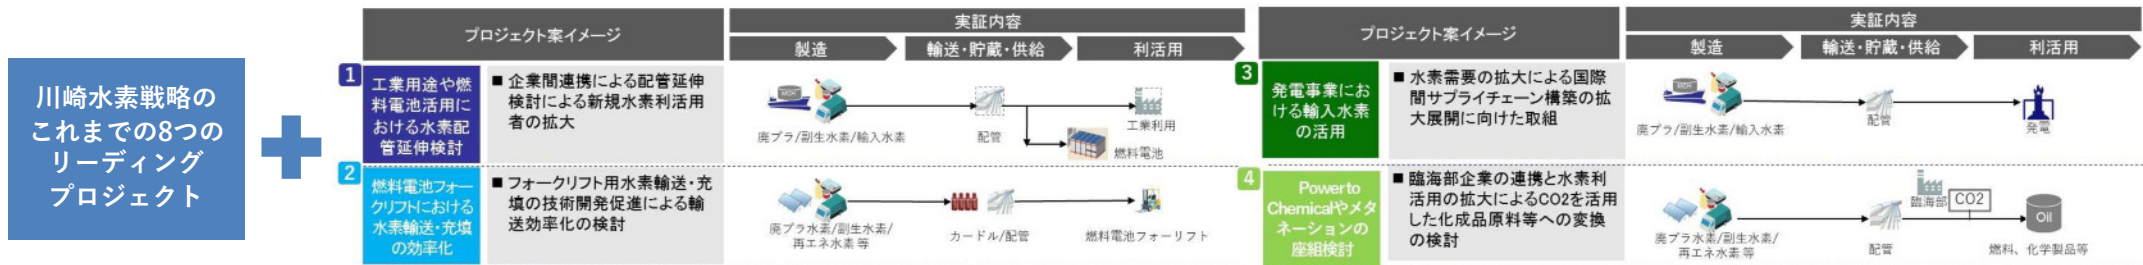 川崎水素戦略の
これまでの8つの
リーディング
プロジェクト
プロジェクト案イメージ
実証内容
製造
輸送・貯蔵・供給
利活用
1
工業用途や燃
料電池活用に
おける水素配
管延伸検討
■ 企業間連携による配管延伸
検討による新規水素利活用
者の拡大
MCH
廃プラ/副生水素/輸入水素
配管
工業利用
燃料電池
2
燃料電池フォー
クリフトにおける
水素輸送・充填
の効率化
■ フォークリフト用水素輸送・充
填の技術開発促進による輸
送効率化の検討
廃プラ水素/副生水素/
再エネ水素 等
カードル/配管
燃料電池フォーリフト
プロジェクト案イメージ
実証内容
製造
輸送・貯蔵・供給
利活用
3
発電事業にお
ける輸入水素
の活用
■ 水素需要の拡大による国際
間サプライチェーン構築の拡
大展開に向けた取組
MCH
廃プラ/副生水素/輸入水素
配管
発電
4
Powerto
Chemicalやメタ
ネーションの
座組検討
■ 臨海部企業の連携と水素利
活用の拡大によるCO2を活用
した化成品原料等への変換
の検討
廃プラ水素/副生水素/
再エネ水素 等
配管
臨海部
CO2
Oil
燃料、化学製品等